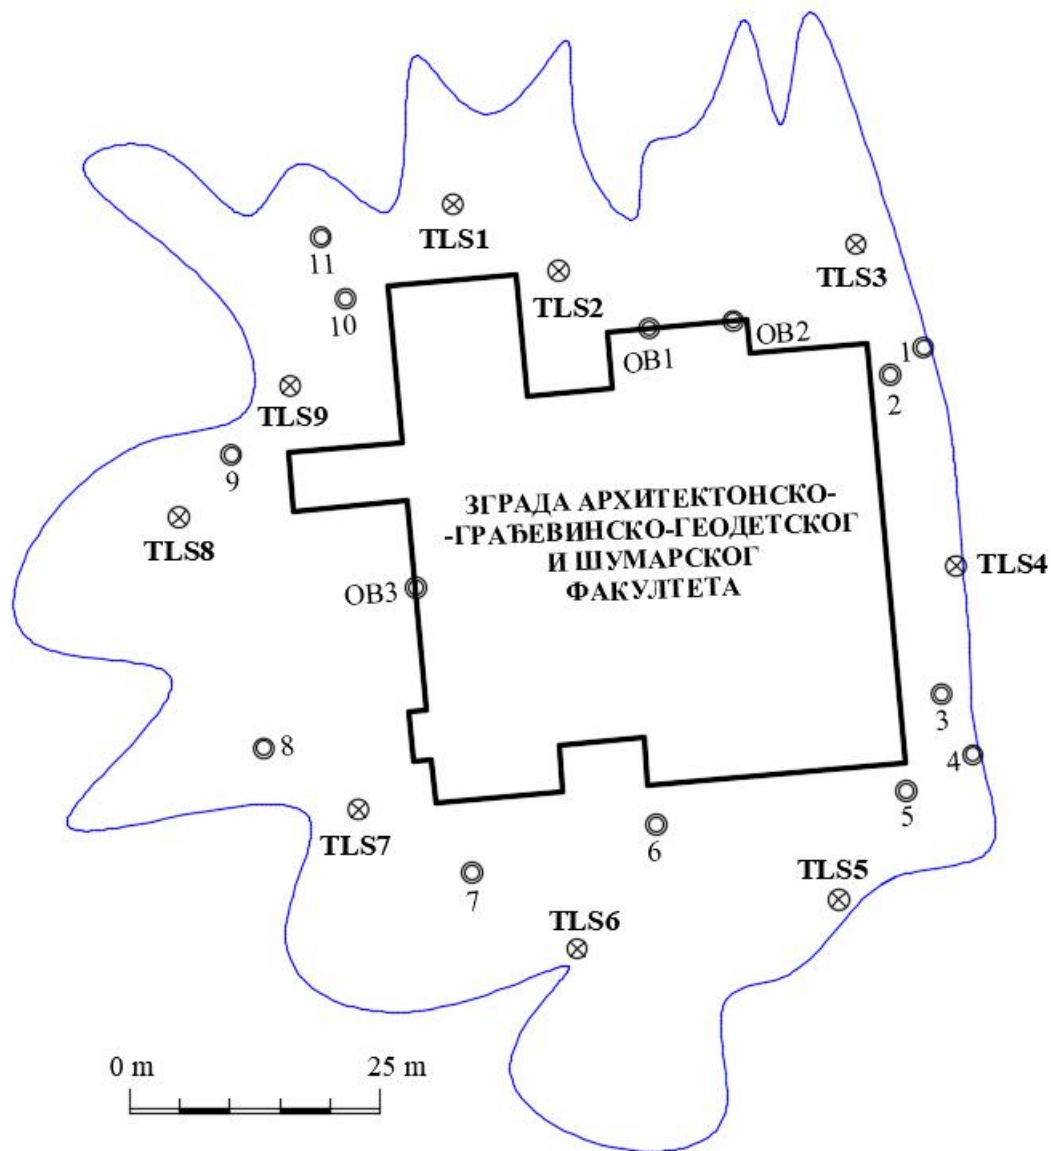 TLS1
11
TLS3
TLS2
10
OB1
OB2
1
2
TLS9
9
ЗГРАДА АРХИТЕКТОНСКО-
-ГРАЂЕВИНСКО-ГЕОДЕТСКОГ
И ШУМАРСКОГ
ФАКУЛТЕТА
TLS8
TLS4
OB3
3
8
4
5
TLS7
6
TLS5
7
TLS6
0 m
25 m